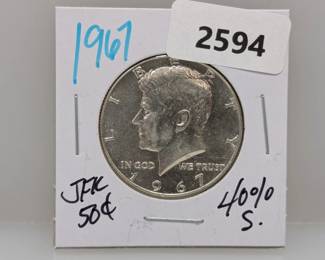 1967
2594
LIBERTY
IN GOD WE TRUST
1967
JFK
50¢
40%
S.